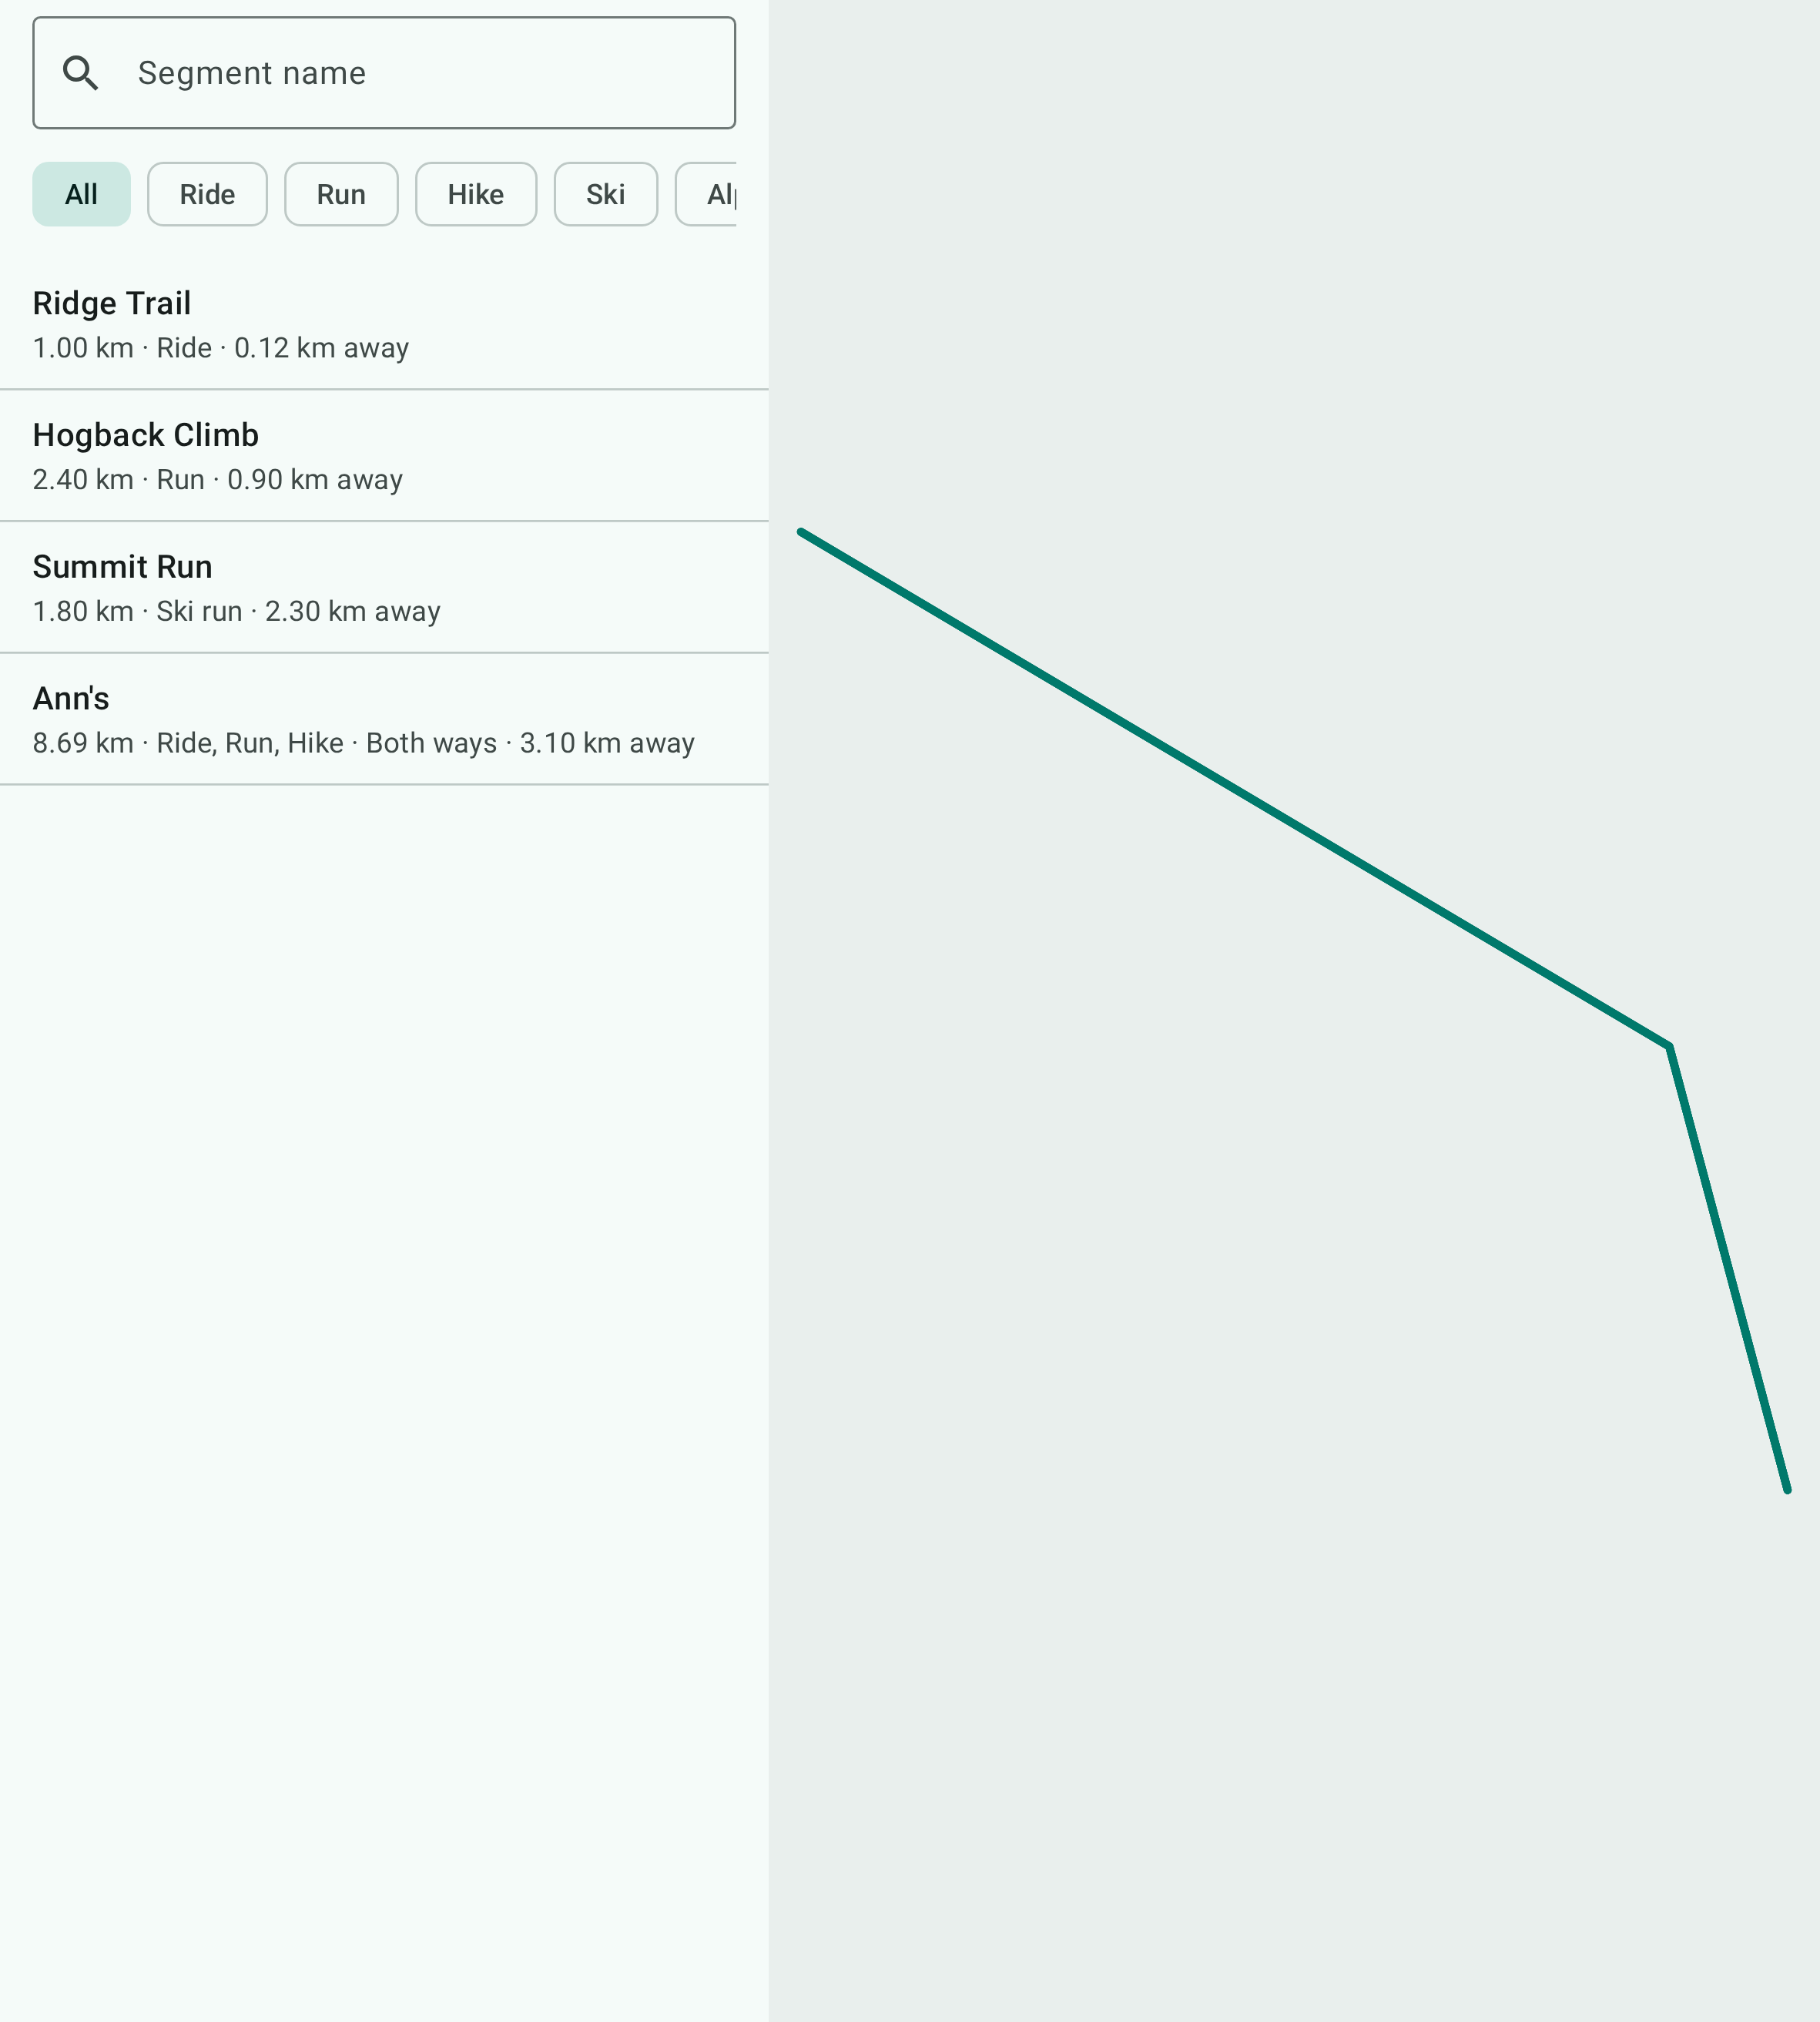 Segment name
All Ride Run Hike Ski
Ridge Trail
1.00 km · Ride · 0.12 km away
Hogback Climb
2.40 km · Run · 0.90 km away
Summit Run
1.80 km · Ski run · 2.30 km away
Ann's
8.69 km · Ride, Run, Hike · Both ways · 3.10 km away